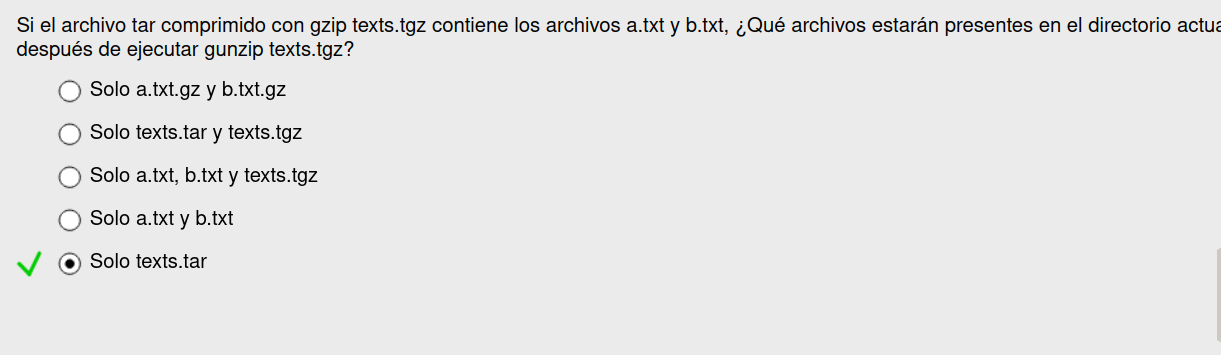 Si el archivo tar comprimido con gzip texts.tgz contiene los archivos a.txt y b.txt, ¿Qué archivos estarán presentes en el directorio actua
después de ejecutar gunzip texts.tgz?
Solo a.txt.gz y b.txt.gz
Solo texts.tar y texts.tgz
Solo a.txt, b.txt y texts.tgz
Solo a.txt y b.txt
Solo texts.tar